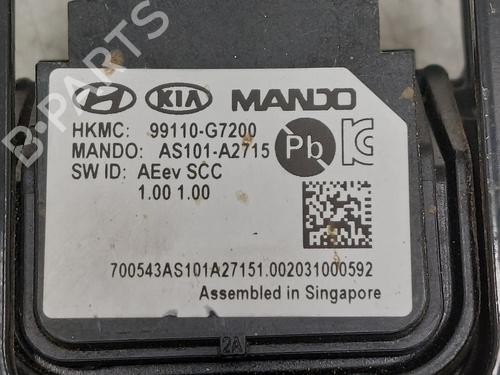 B-PARTS
KIA MANDO
HKMC: 99110-G7200
MANDO: AS101-A2715
SW ID: AEev SCC
1.00 1.00
Pb
700543AS101A27151.002031000592
Assembled in Singapore
2A